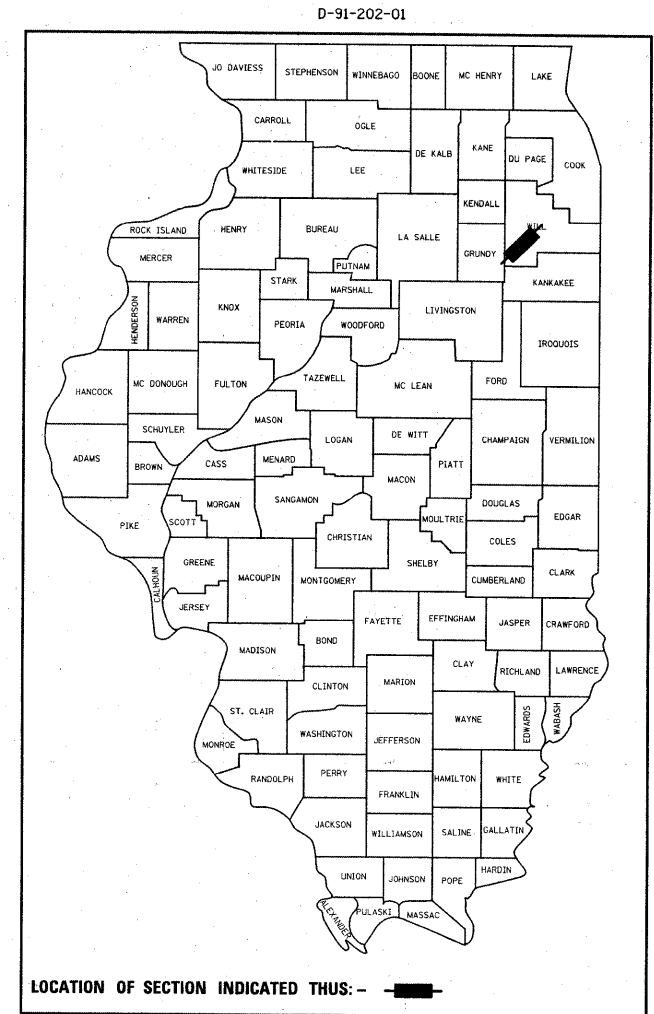 D-91-202-01
JO DAVIESS
STEPHENSON
WINNEBAGO
BOONE
MC HENRY
LAKE
CARROLL
OGLE
DE KALB
KANE
DU PAGE
COOK
WHITESIDE
LEE
KENDALL
WILL
ROCK ISLAND
HENRY
BUREAU
LA SALLE
GRUNDY
MERCER
PUTNAM
STARK
MARSHALL
KANKAKEE
HENDERSON
WARREN
KNOX
PEORIA
WOODFORD
LIVINGSTON
IROQUOIS
HANCOCK
MC DONOUGH
FULTON
TAZEWELL
MC LEAN
FORD
MASON
SCHUYLER
LOGAN
DE WITT
CHAMPAIGN
VERMILION
ADAMS
BROWN
CASS
MENARD
PIATT
MACON
MORGAN
SANGAMON
DOUGLAS
EDGAR
PIKE
SCOTT
CHRISTIAN
MOULTRIE
COLES
GREENE
MACOUPIN
MONTGOMERY
SHELBY
CUMBERLAND
CLARK
CALHOUN
JERSEY
FAYETTE
EFFINGHAM
JASPER
CRAWFORD
MADISON
BOND
CLAY
RICHLAND
LAWRENCE
CLINTON
MARION
ST. CLAIR
WAYNE
EDWARDS
WABASH
WASHINGTON
JEFFERSON
MONROE
RANDOLPH
PERRY
HAMILTON
WHITE
FRANKLIN
JACKSON
WILLIAMSON
SALINE
GALLATIN
UNION
JOHNSON
POPE
HARDIN
ALEXANDER
PULASKI
MASSAC
LOCATION OF SECTION INDICATED THUS: -